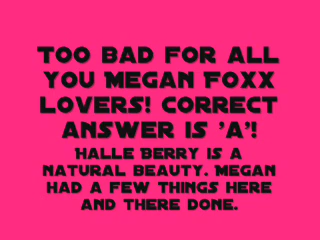 Too bad for all
you Megan Foxx
lovers! Correct
answer is 'A'!
Halle Berry is a
natural beauty. Megan
had a few things here
and there done.